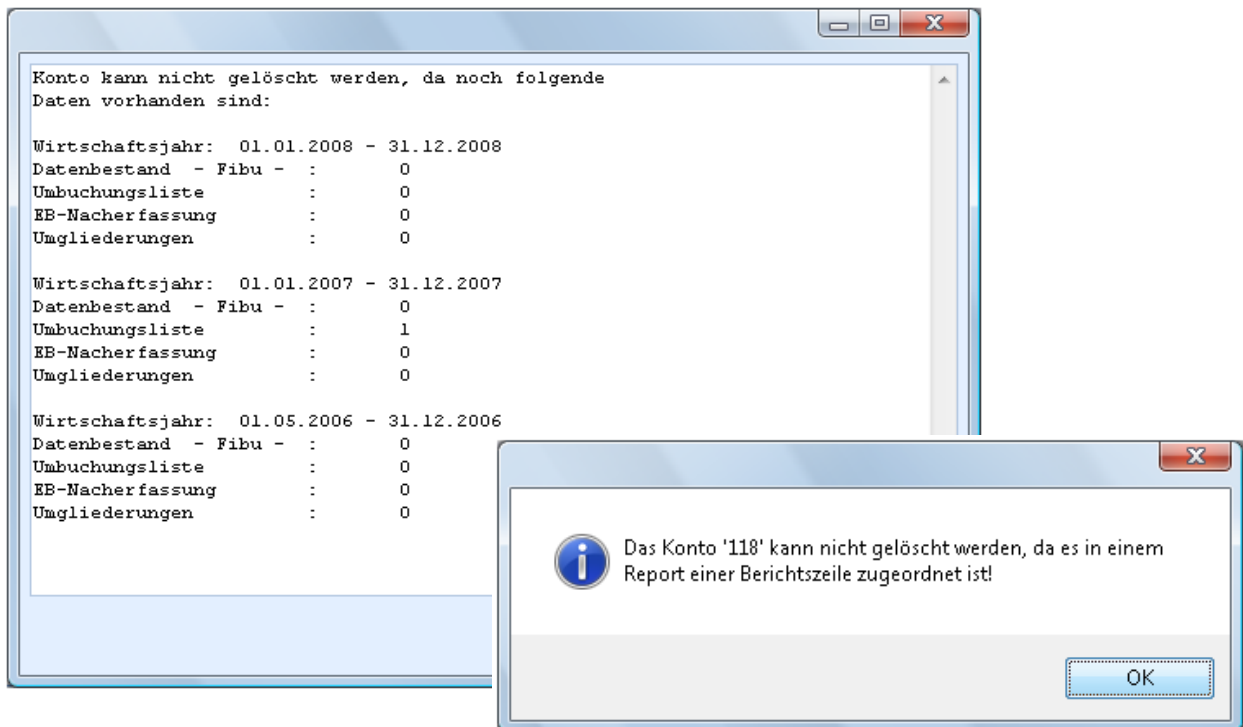 Konto kann nicht gelöscht werden, da noch folgende
Daten vorhanden sind:
Wirtschaftsjahr: 01.01.2008 - 31.12.2008
Datenbestand - Fibu - : 0
Umbuchungsliste : 0
EB-Nacherfassung : 0
Umgliederungen : 0
Wirtschaftsjahr: 01.01.2007 - 31.12.2007
Datenbestand - Fibu - : 0
Umbuchungsliste : 1
EB-Nacherfassung : 0
Umgliederungen : 0
Wirtschaftsjahr: 01.05.2006 - 31.12.2006
Datenbestand - Fibu - : 0
Umbuchungsliste : 0
EB-Nacherfassung : 0
Umgliederungen : 0
Das Konto '118' kann nicht gelöscht werden, da es in einem
Report einer Berichtszeile zugeordnet ist!
OK